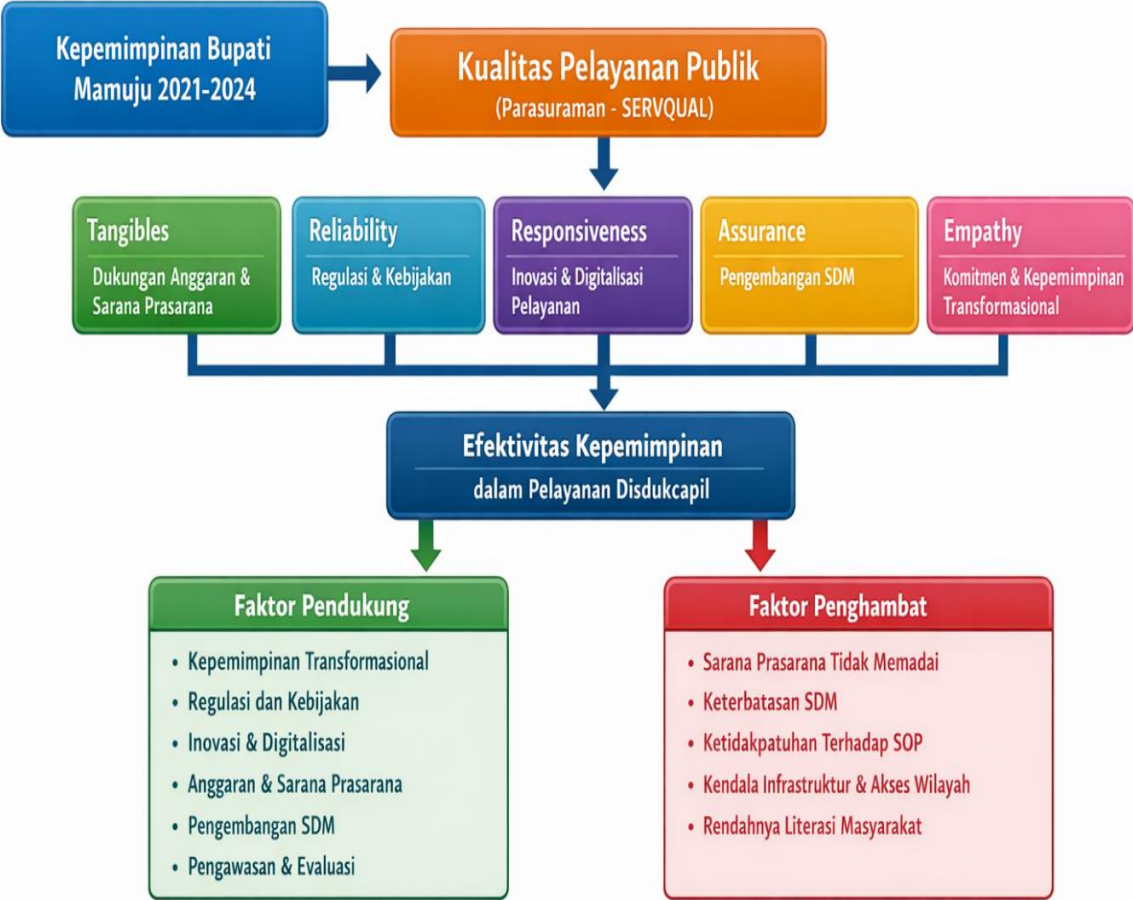 Kepemimpinan Bupati
Mamuju 2021-2024
Kualitas Pelayanan Publik
(Parasuraman - SERVQUAL)
Tangibles
Dukungan Anggaran &
Sarana Prasarana
Reliability
Regulasi & Kebijakan
Responsiveness
Inovasi & Digitalisasi
Pelayanan
Assurance
Pengembangan SDM
Empathy
Komitmen & Kepemimpinan
Transformasional
Efektivitas Kepemimpinan
dalam Pelayanan Disdukcapil
Faktor Pendukung
• Kepemimpinan Transformasional
• Regulasi dan Kebijakan
• Inovasi & Digitalisasi
• Anggaran & Sarana Prasarana
• Pengembangan SDM
• Pengawasan & Evaluasi
Faktor Penghambat
• Sarana Prasarana Tidak Memadai
• Keterbatasan SDM
• Ketidakpatuhan Terhadap SOP
• Kendala Infrastruktur & Akses Wilayah
• Rendahnya Literasi Masyarakat